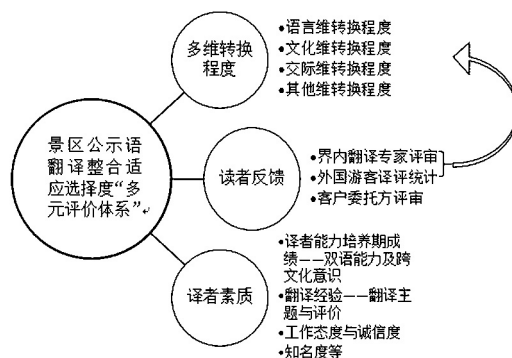 多维转换
程度
•语言维转换程度
•文化维转换程度
•交际维转换程度
•其他维转换程度
景区公示语
翻译整合适
应选择度“多
元评价体系”
读者反馈
•界内翻译专家评审
•外国游客译评统计
•客户委托方评审
译者素质
•译者能力培养期成
绩——双语能力及跨
文化意识
•翻译经验——翻译主
题与评价
•工作态度与诚信度
•知名度等